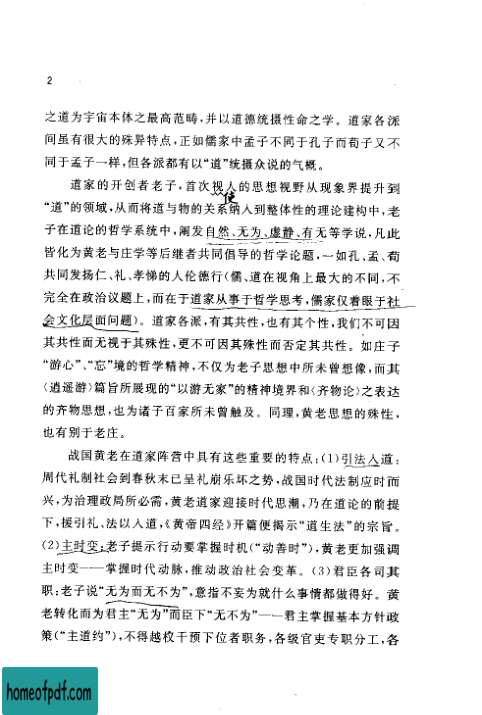 2
之道为宇宙本体之最高范畴，并以道德统摄性命之学。道家各派
间虽有很大的殊异特点，正如儒家中孟子不同于孔子而荀子又不
同于孟子一样，但各派都有以“道”统摄众说的气概。
道家的开创者老子，首次视人的思想视野从现象界提升到
使
“道”的领域，从而将道与物的关系纳入到整体性的理论建构中，老
子在道论的哲学系统中，阐发自然、无为、虚静、有无等学说，凡此
皆化为黄老与庄学等后继者共同倡导的哲学论题，一如孔、孟、荀
共同发扬仁、礼、孝悌的人伦德行（儒、道在视角上最大的不同，不
完全在政治议题上，而在于道家从事于哲学思考，儒家仅着眼于社
会文化层面问题）。道家各派，有其共性，也有其个性，我们不可因
其共性而无视于其殊性，更不可因其殊性而否定其共性。如庄子
“游心”、“忘”境的哲学精神，不仅为老子思想中所未曾想像，而其
〈逍遥游〉篇旨所展现的“以游无家”的精神境界和〈齐物论〉之表达
的齐物思想，也为诸子百家所未曾触及。同理，黄老思想的殊性，
也有别于老庄。
战国黄老在道家阵营中具有这些重要的特点：（1）引法入道：
周代礼制社会到春秋末已呈礼崩乐坏之势，战国时代法制应时而
兴，为治理政局所必需，黄老道家迎接时代思潮，乃在道论的前提
下，援引礼、法以入道，《黄帝四经》开篇便揭示“道生法”的宗旨。
（2）主时变：老子提示行动要掌握时机（“动善时”），黄老更加强调
主时变——掌握时代动脉，推动政治社会变革。（3）君臣各司其
职：老子说“无为而无不为”，意指不妄为就什么事情都做得好。黄
老转化而为君主“无为”而臣下“无不为”——君主掌握基本方针政
策（“主道约”），不得越权干预下位者职务，各级官吏专职分工，各
homeofpdf.com